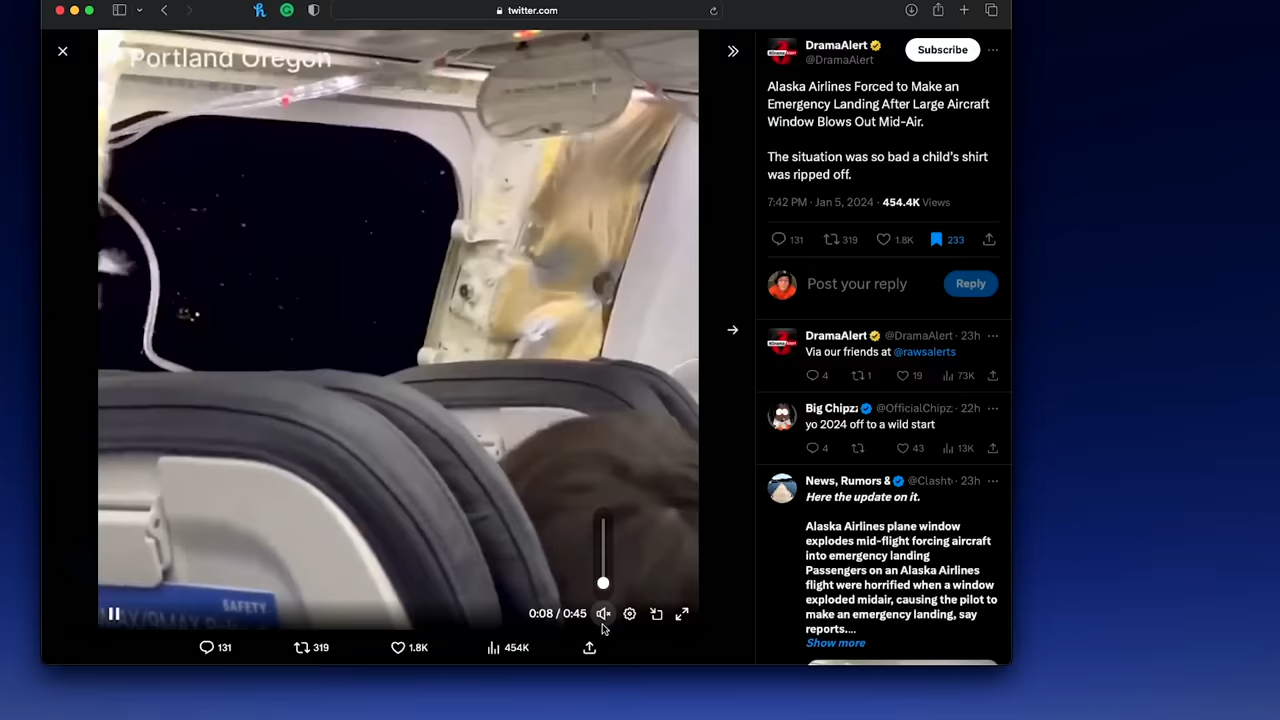 twitter.com
Portland Oregon
SAFETY
0:08 / 0:45
131
319
1.8K
454K
DramaAlert
@DramaAlert
Subscribe
Alaska Airlines Forced to Make an
Emergency Landing After Large Aircraft
Window Blows Out Mid-Air.
The situation was so bad a child's shirt
was ripped off.
7:42 PM · Jan 5, 2024 · 454.4K Views
131
319
1.8K
233
Post your reply
Reply
DramaAlert @DramaAlert · 23h
Via our friends at @rawsalerts
4
1
19
73K
Big Chipz @OfficialChipz · 22h
yo 2024 off to a wild start
4
43
13K
News, Rumors & @Clasht · 23h
Here the update on it.
Alaska Airlines plane window
explodes mid-flight forcing aircraft
into emergency landing
Passengers on an Alaska Airlines
flight were horrified when a window
exploded midair, causing the pilot to
make an emergency landing, say
reports....
Show more